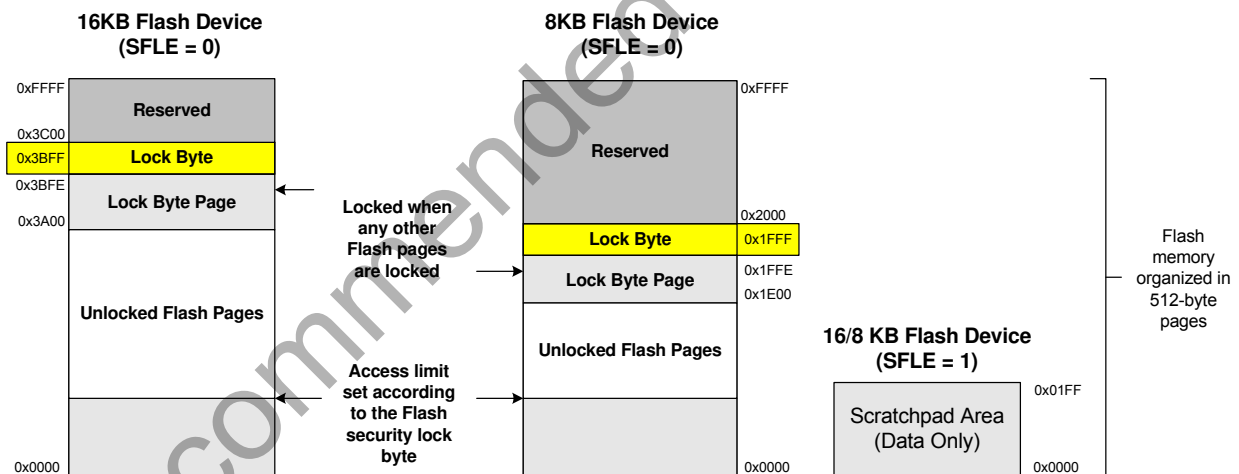 16KB Flash Device
(SFLE = 0)
0xFFFF
Reserved
0x3C00
0x3BFF
Lock Byte
0x3BFE
Lock Byte Page
0x3A00
Unlocked Flash Pages
0x0000
Locked when
any other
Flash pages
are locked
Access limit
set according
to the Flash
security lock
byte
8KB Flash Device
(SFLE = 0)
0xFFFF
Reserved
0x2000
Lock Byte
0x1FFF
0x1FFE
Lock Byte Page
0x1E00
Unlocked Flash Pages
0x0000
16/8 KB Flash Device
(SFLE = 1)
0x01FF
Scratchpad Area
(Data Only)
0x0000
Flash
memory
organized in
512-byte
pages
commended